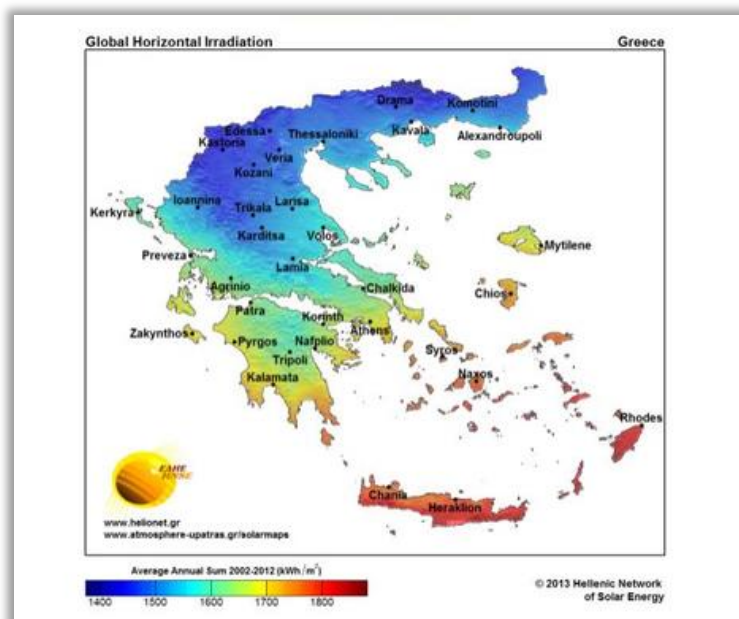 Global Horizontal Irradiation
Greece
Drama
Komotini
Edessa
Thessaloniki
Kavala
Alexandroupoli
Kastoria
Veria
Kozani
Ioannina
Larisa
Kerkyra
Trikala
Karditsa
Volos
Mytilene
Preveza
Lamia
Agrinio
Chalkida
Chios
Patra
Korinth
Zakynthos
Athens
Pyrgos
Nafplio
Syros
Tripoli
Naxos
Kalamata
Rhodes
Chania
Heraklion
www.helionet.gr
www.atmosphere-upatras.gr/solarmaps
Average Annual Sum 2002-2012 (kWh/m²)
1400 1500 1600 1700 1800
© 2013 Hellenic Network
of Solar Energy